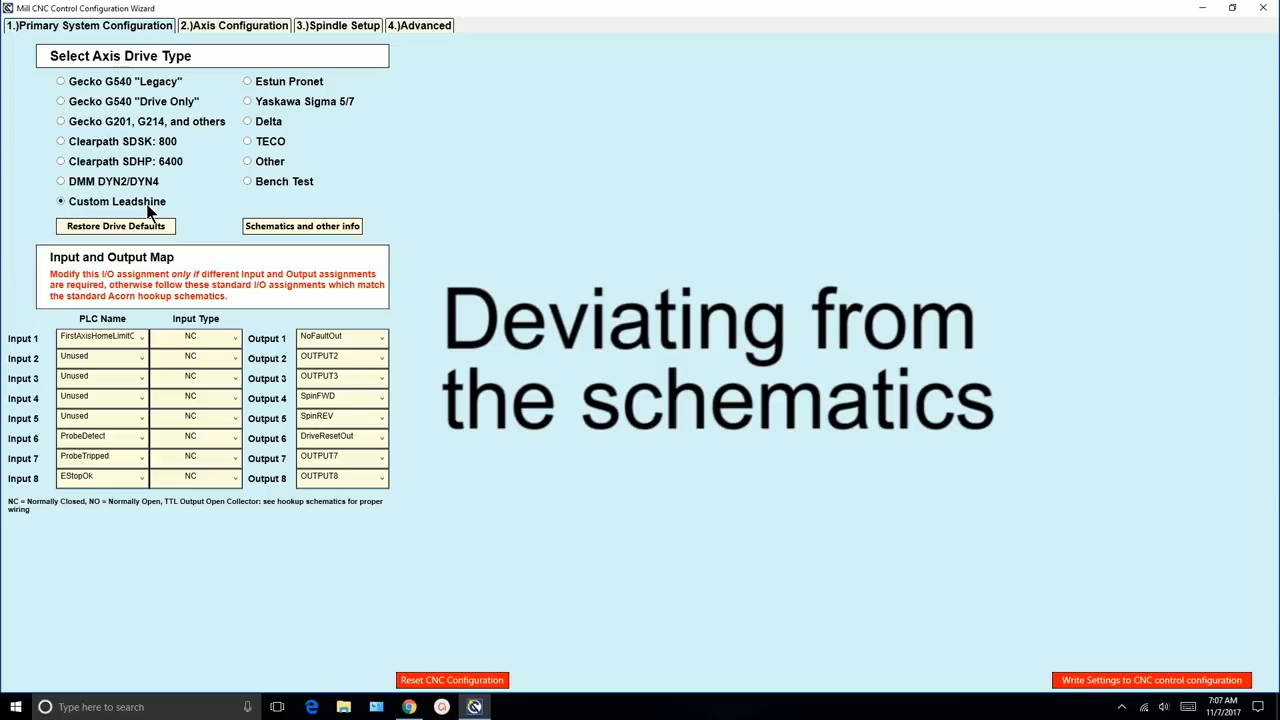 Mill CNC Control Configuration Wizard
1.)Primary System Configuration 2.)Axis Configuration 3.)Spindle Setup 4.)Advanced
Select Axis Drive Type
Gecko G540 "Legacy" Estun Pronet
Gecko G540 "Drive Only" Yaskawa Sigma 5/7
Gecko G201, G214, and others Delta
Clearpath SDSK: 800 TECO
Clearpath SDHP: 6400 Other
DMM DYN2/DYN4 Bench Test
Custom Leadshine
Restore Drive Defaults Schematics and other info
Input and Output Map
Modify this I/O assignment only if different Input and Output assignments
are required, otherwise follow these standard I/O assignments which match
the standard Acorn hookup schematics.
PLC Name Input Type
Input 1 FirstAxisHomeLimitC NC Output 1 NoFaultOut
Input 2 Unused NC Output 2 OUTPUT2
Input 3 Unused NC Output 3 OUTPUT3
Input 4 Unused NC Output 4 SpinFWD
Input 5 Unused NC Output 5 SpinREV
Input 6 ProbeDetect NC Output 6 DriveResetOut
Input 7 ProbeTripped NC Output 7 OUTPUT7
Input 8 EStopOk NC Output 8 OUTPUT8
NC = Normally Closed, NO = Normally Open, TTL Output Open Collector: see hookup schematics for proper
wiring
Deviating from
the schematics
Reset CNC Configuration Write Settings to CNC control configuration
Type here to search
7:07 AM
11/7/2017